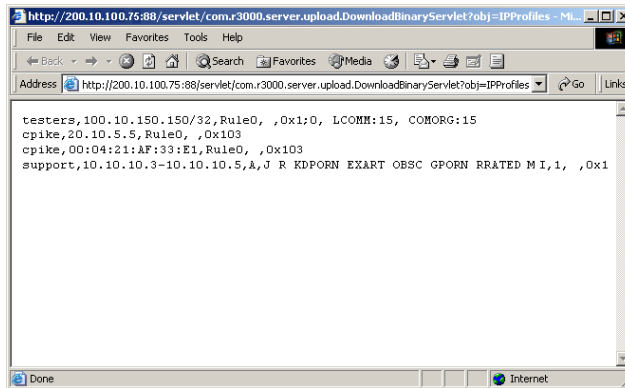 http://200.10.100.75:88/servlet/com.r3000.server.upload.DownloadBinaryServlet?obj=IPProfiles - Mi...
File Edit View Favorites Tools Help
Back Search Favorites Media
Address http://200.10.100.75:88/servlet/com.r3000.server.upload.DownloadBinaryServlet?obj=IPProfiles Go Links
testers,100.10.150.150/32,Rule0, ,0x1;0, LCOMM:15, COMORG:15
cpike,20.10.5.5,Rule0, ,0x103
cpike,00:04:21:AF:33:E1,Rule0, ,0x103
support,10.10.10.3-10.10.10.5,A,J R KDPORN EXART OBSC GPORN RRATED M I,1, ,0x1
Done Internet